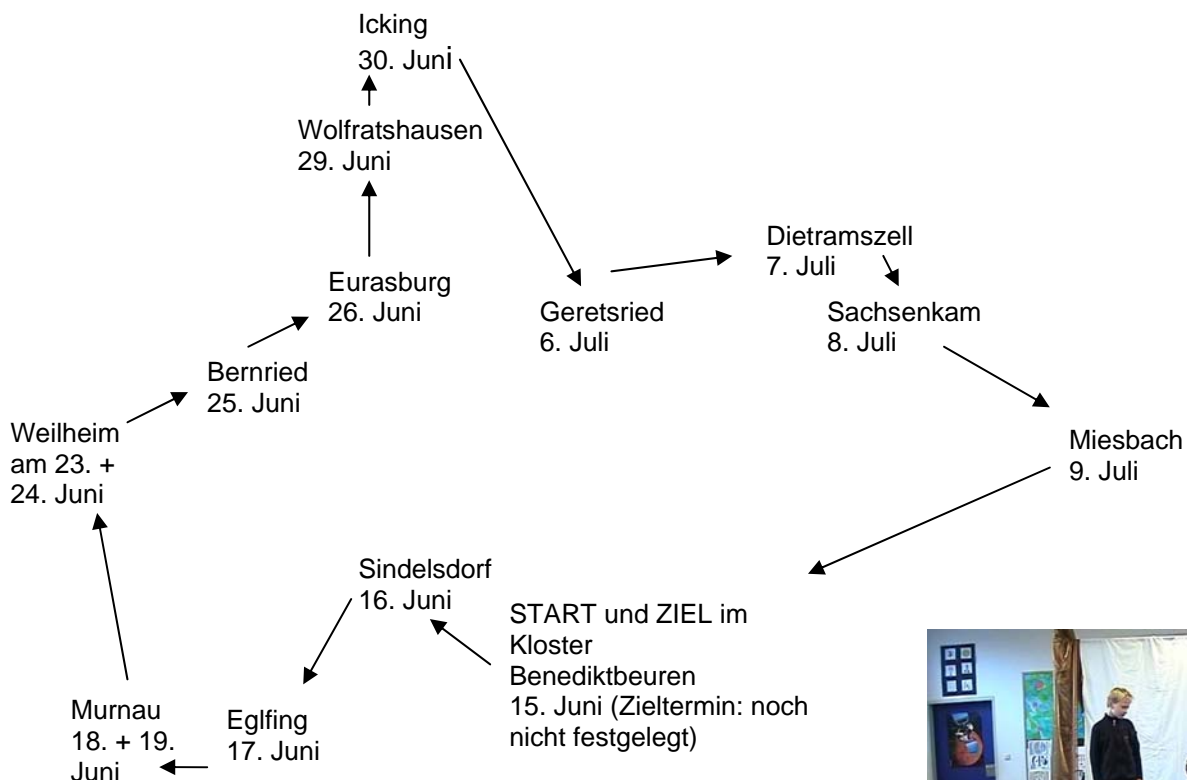 Icking
30. Juni
Wolfratshausen
29. Juni
Dietramszell
7. Juli
Eurasburg
26. Juni
Geretsried
6. Juli
Sachsenkam
8. Juli
Bernried
25. Juni
Weilheim
am 23. +
24. Juni
Miesbach
9. Juli
Sindelsdorf
16. Juni
START und ZIEL im
Kloster
Benediktbeuren
15. Juni (Zieltermin: noch
nicht festgelegt)
Murnau
18. + 19.
Juni
Eglfing
17. Juni